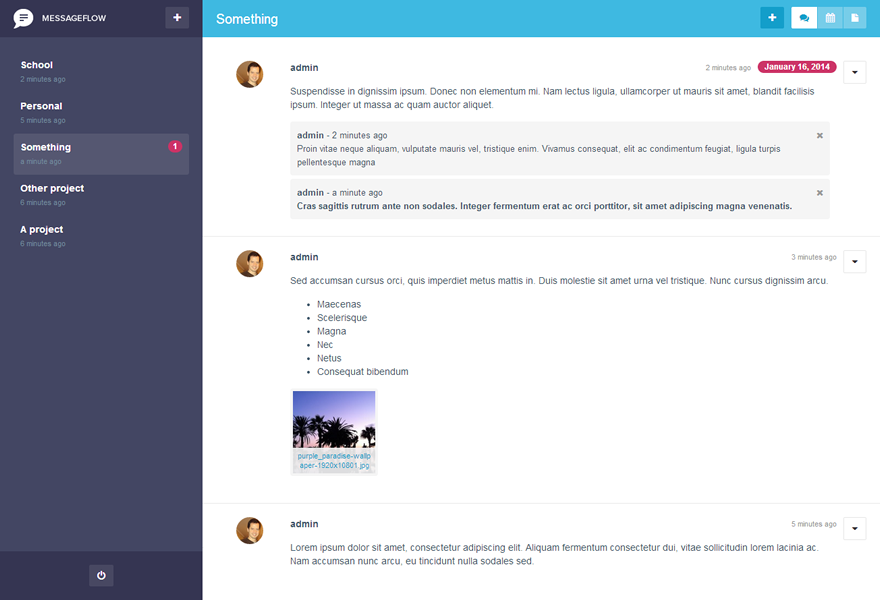 MESSAGEFLOW
School
2 minutes ago
Personal
5 minutes ago
Something
1
a minute ago
Other project
6 minutes ago
A project
6 minutes ago
Something
admin
2 minutes ago
January 16, 2014
Suspendisse in dignissim ipsum. Donec non elementum mi. Nam lectus ligula, ullamcorper ut mauris sit amet, blandit facilisis
ipsum. Integer ut massa ac quam auctor aliquet.
admin - 2 minutes ago
Proin vitae neque aliquam, vulputate mauris vel, tristique enim. Vivamus consequat, elit ac condimentum feugiat, ligula turpis
pellentesque magna
admin - a minute ago
Cras sagittis rutrum ante non sodales. Integer fermentum erat ac orci porttitor, sit amet adipiscing magna venenatis.
admin
3 minutes ago
Sed accumsan cursus orci, quis imperdiet metus mattis in. Duis molestie sit amet urna vel tristique. Nunc cursus dignissim arcu.
• Maecenas
• Scelerisque
• Magna
• Nec
• Netus
• Consequat bibendum
purple_paradise-wallp
aper-1920x10801.jpg
admin
5 minutes ago
Lorem ipsum dolor sit amet, consectetur adipiscing elit. Aliquam fermentum consectetur dui, vitae sollicitudin lorem lacinia ac.
Nam accumsan nunc arcu, eu tincidunt nulla sodales sed.